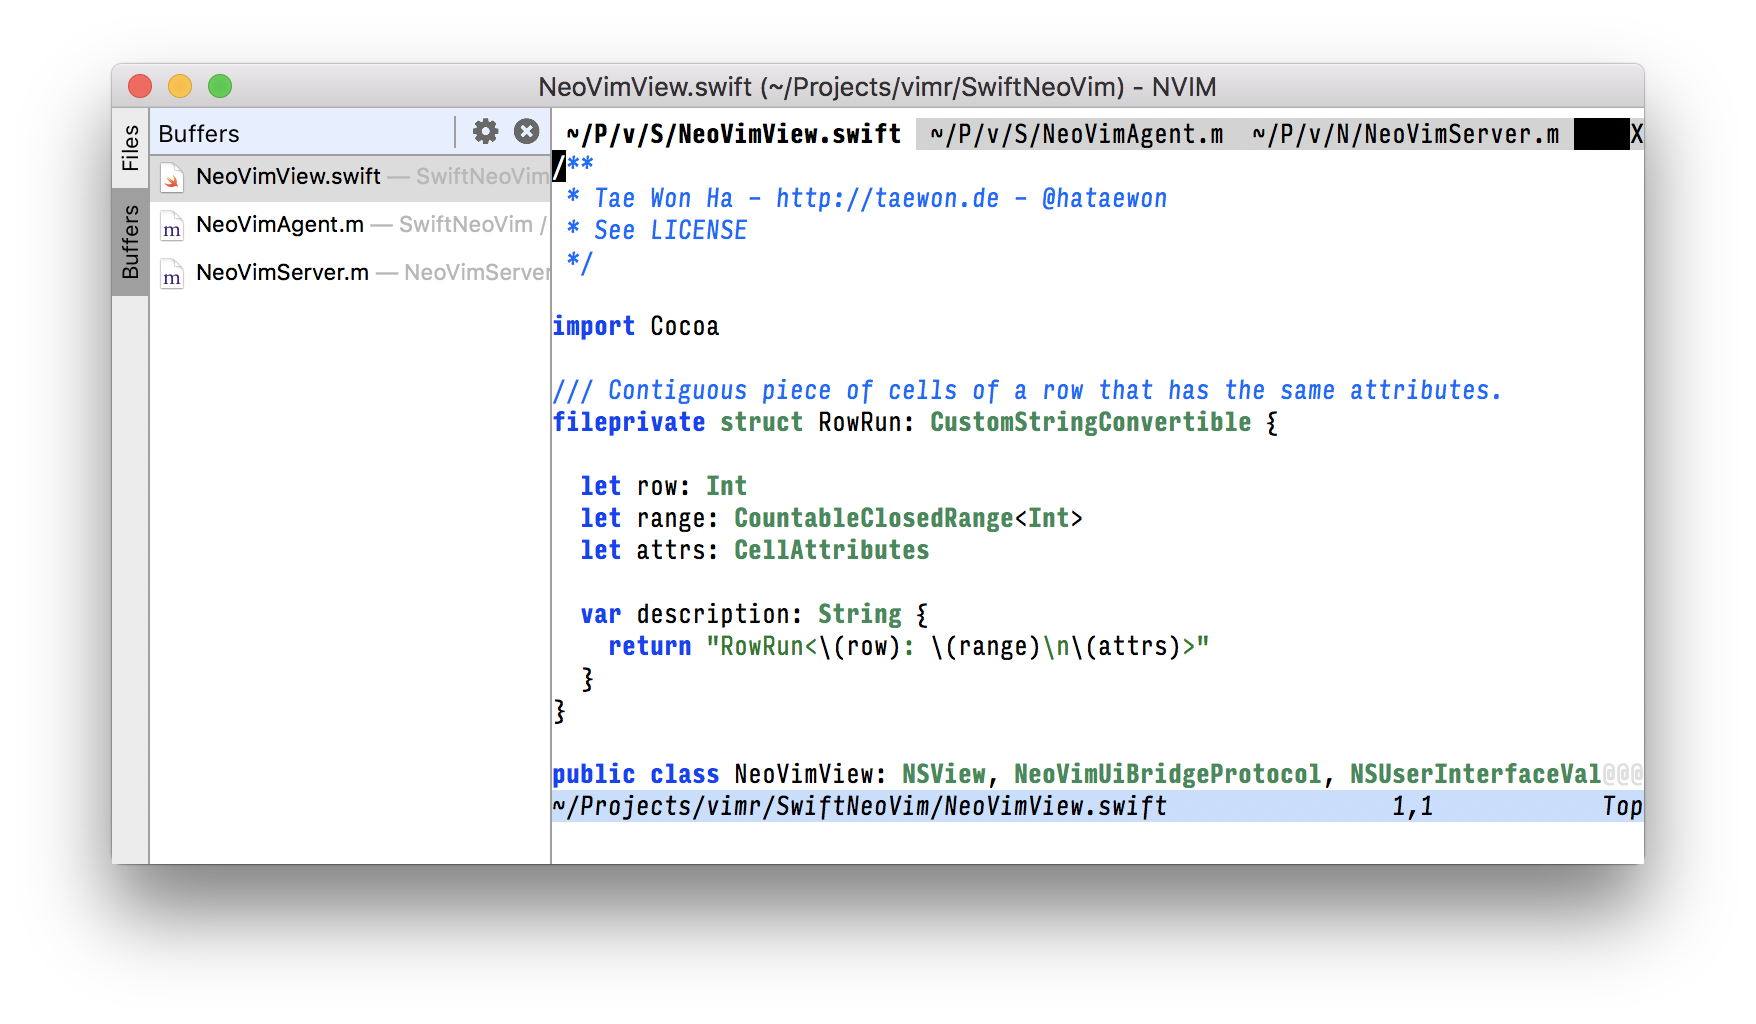 NeoVimView.swift (~/Projects/vimr/SwiftNeoVim) - NVIM
Files
Buffers
Buffers
NeoVimView.swift — SwiftNeoVim
m NeoVimAgent.m — SwiftNeoVim /
m NeoVimServer.m — NeoVimServer
~/P/v/S/NeoVimView.swift ~/P/v/S/NeoVimAgent.m ~/P/v/N/NeoVimServer.m X
/**
 * Tae Won Ha - http://taewon.de - @hataewon
 * See LICENSE
 */
import Cocoa
/// Contiguous piece of cells of a row that has the same attributes.
fileprivate struct RowRun: CustomStringConvertible {
  let row: Int
  let range: CountableClosedRange<Int>
  let attrs: CellAttributes
  var description: String {
    return "RowRun<\(row): \(range)\n\(attrs)>"
  }
}
public class NeoVimView: NSView, NeoVimUiBridgeProtocol, NSUserInterfaceVal@@@
~/Projects/vimr/SwiftNeoVim/NeoVimView.swift 1,1 Top